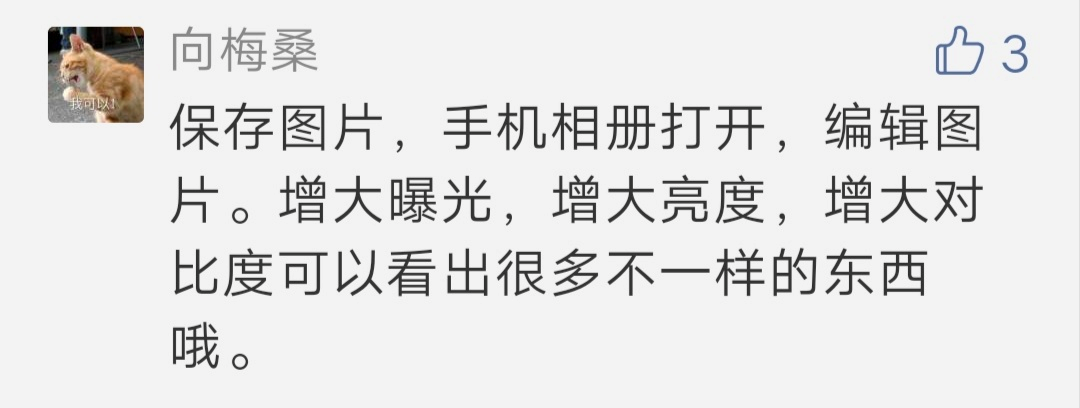 向梅桑
3
我可以!
保存图片，手机相册打开，编辑图
片。增大曝光，增大亮度，增大对
比度可以看出很多不一样的东西
哦。